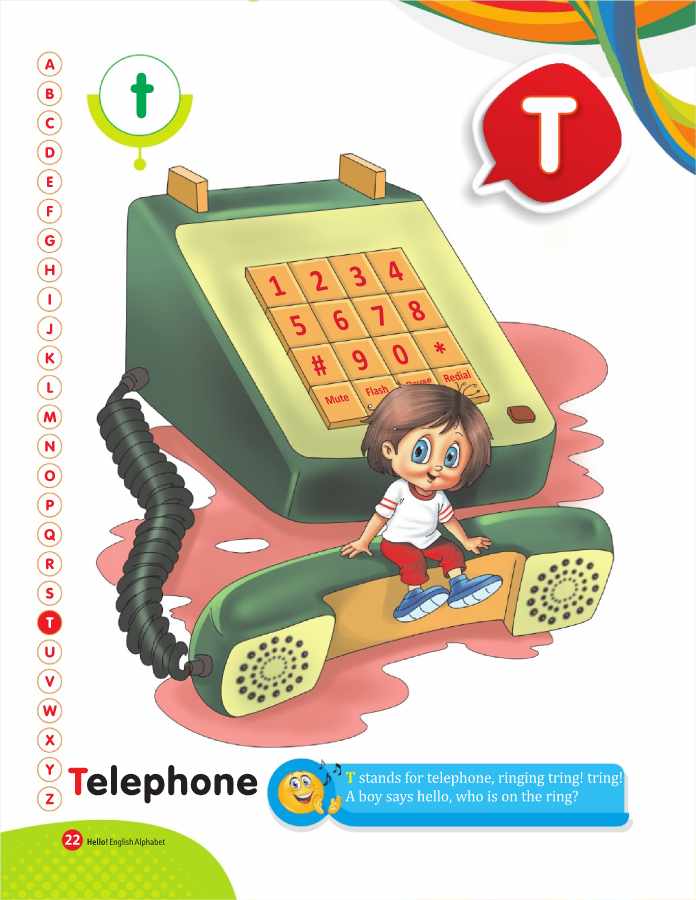 A
B
C
D
E
F
G
H
I
J
K
L
M
N
O
P
Q
R
S
T
U
V
W
X
Y
Z
t
T
1 2 3 4
5 6 7 8
# 9 0 *
Mute Flash Redial
Telephone
T stands for telephone, ringing tring! tring!
A boy says hello, who is on the ring?
22 Hello! English Alphabet